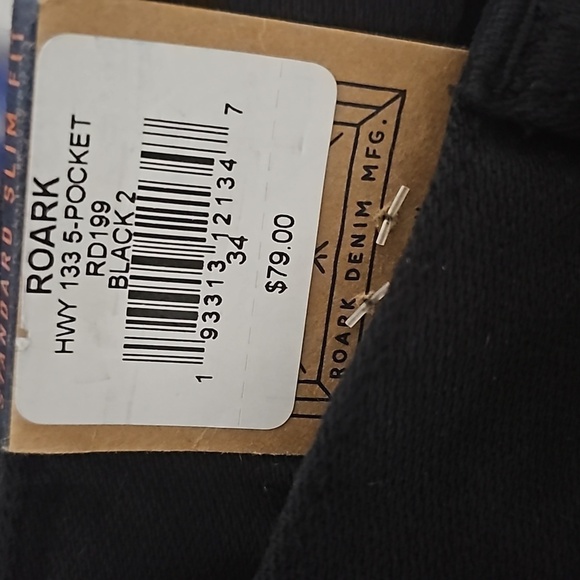 ROARK
HWY 133 5-POCKET
RD199
BLACK 2
1 93313 12134 7
34
$79.00
ROARK DENIM MFG.
STANDARD SLIM FIT